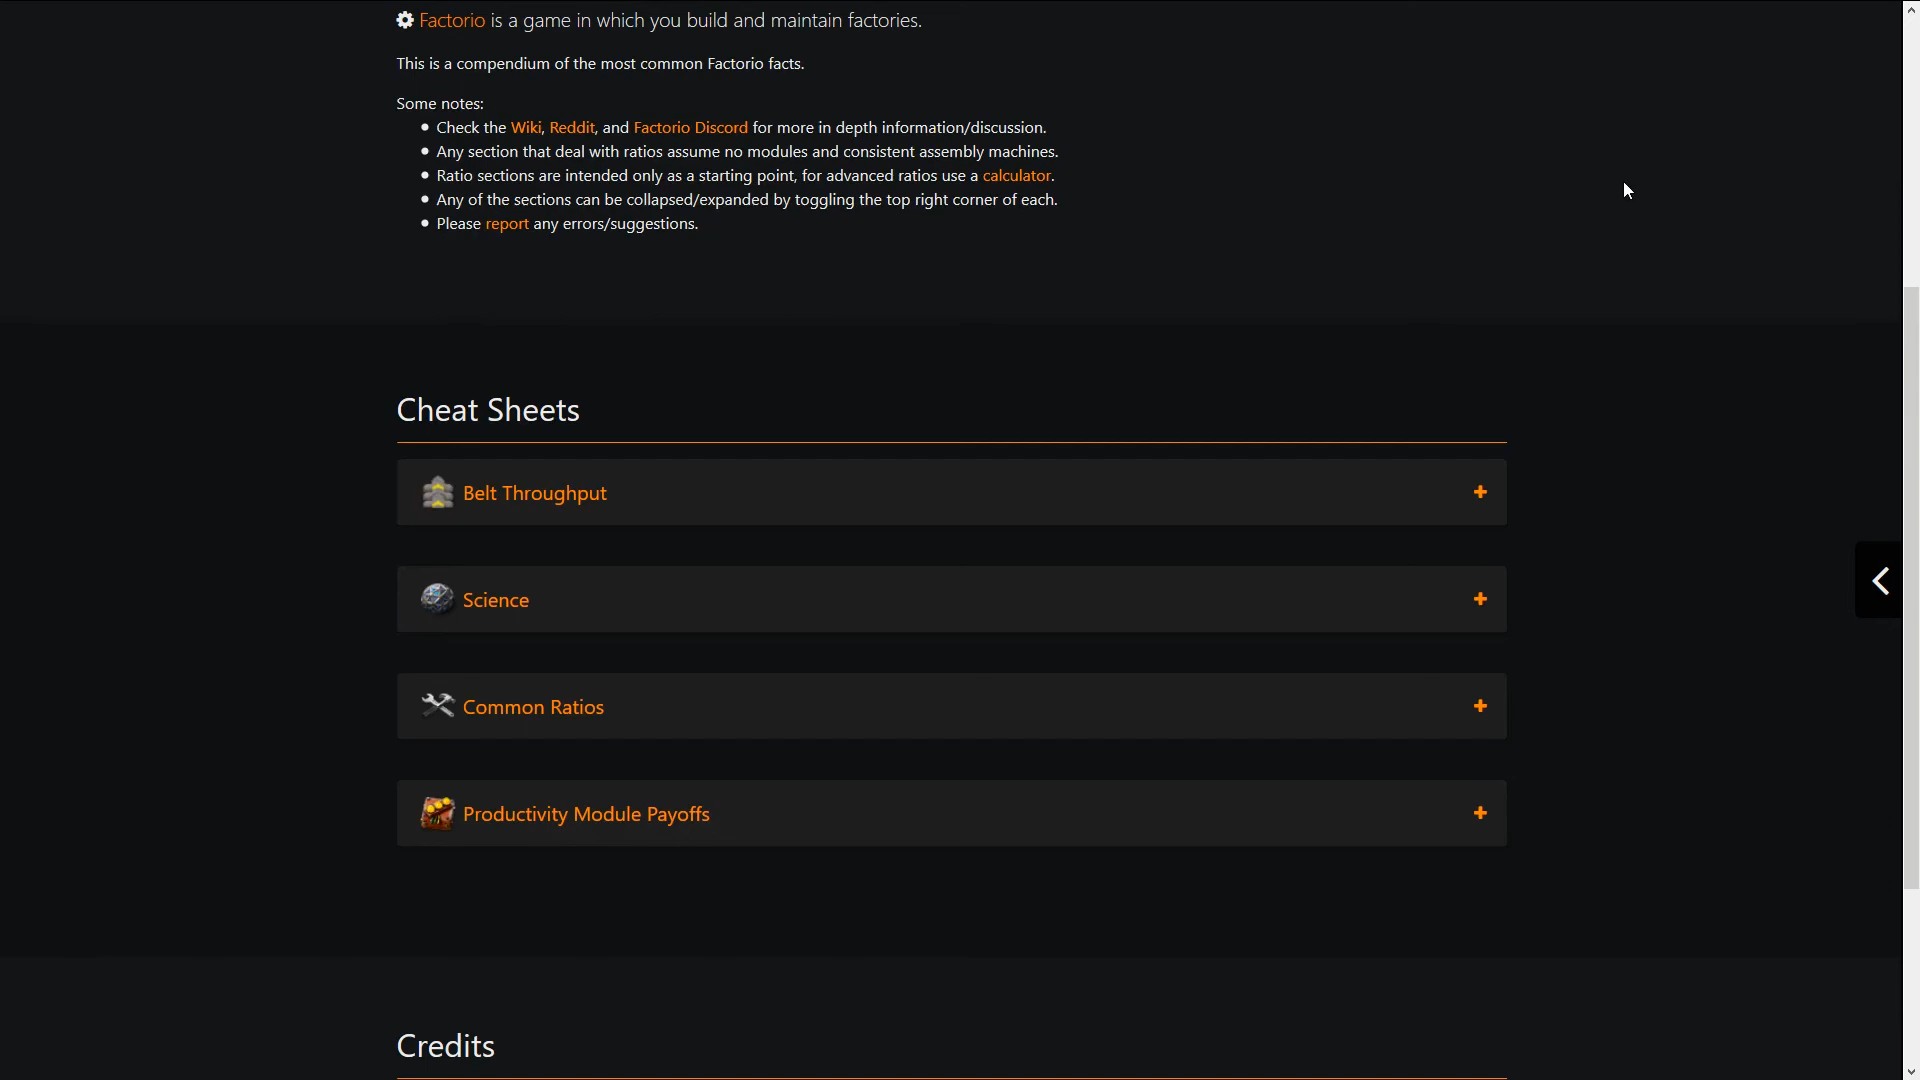 Factorio is a game in which you build and maintain factories.
This is a compendium of the most common Factorio facts.
Some notes:
Check the Wiki, Reddit, and Factorio Discord for more in depth information/discussion.
Any section that deal with ratios assume no modules and consistent assembly machines.
Ratio sections are intended only as a starting point, for advanced ratios use a calculator.
Any of the sections can be collapsed/expanded by toggling the top right corner of each.
Please report any errors/suggestions.
Cheat Sheets
Belt Throughput
Science
Common Ratios
Productivity Module Payoffs
Credits